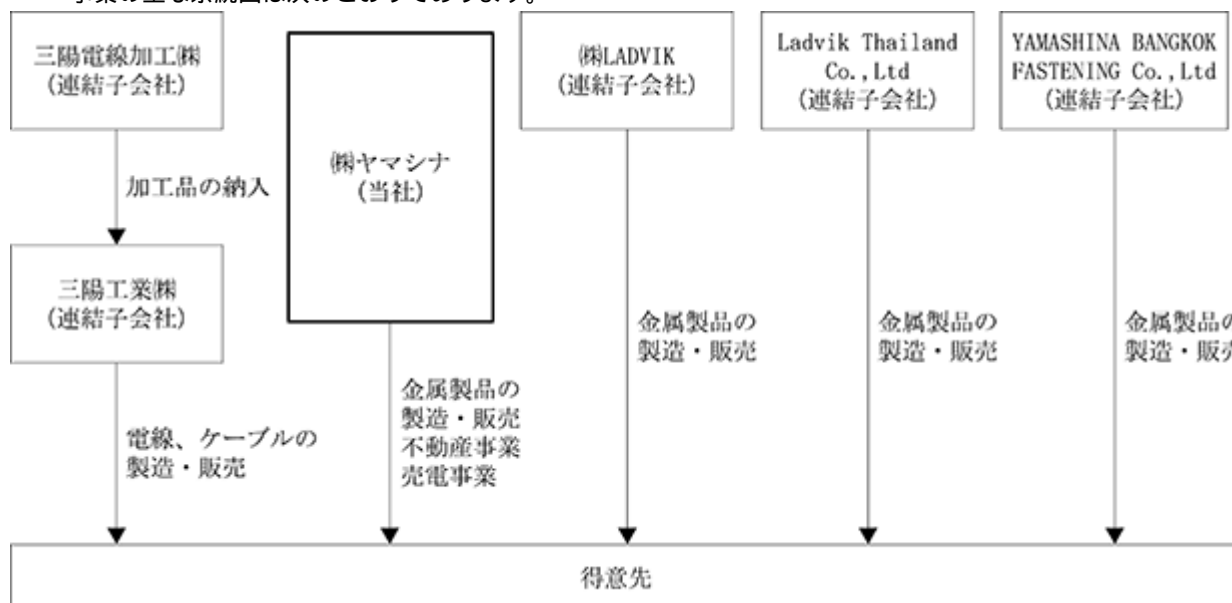 事業の主な系統図は次のとおりであります。
三陽電線加工㈱
(連結子会社)
㈱ヤマシナ
(当社)
㈱LADVIK
(連結子会社)
Ladvik Thailand
Co.,Ltd
(連結子会社)
YAMASHINA BANGKOK
FASTENING Co.,Ltd
(連結子会社)
加工品の納入
三陽工業㈱
(連結子会社)
電線、ケーブルの
製造・販売
金属製品の
製造・販売
不動産事業
売電事業
金属製品の
製造・販売
金属製品の
製造・販売
金属製品の
製造・販売
得意先